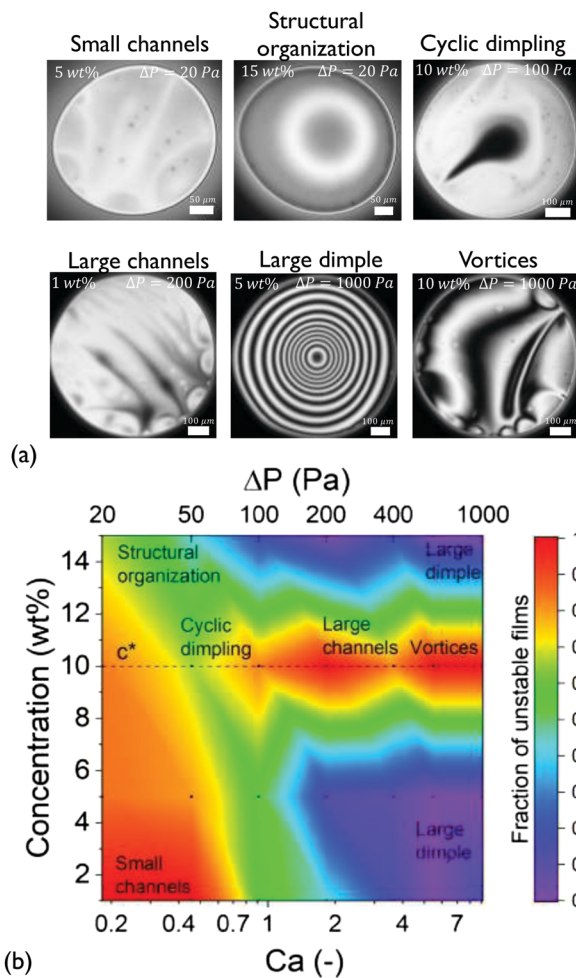 Small channels
Structural
organization
Cyclic dimpling
5 wt% ΔP = 20 Pa
15 wt% ΔP = 20 Pa
10 wt% ΔP = 100 Pa
50 μm
50 μm
100 μm
Large channels
Large dimple
Vortices
1 wt% ΔP = 200 Pa
5 wt% ΔP = 1000 Pa
10 wt% ΔP = 1000 Pa
100 μm
100 μm
100 μm
(a)
ΔP (Pa)
20 50 100 200 400 1000
14
12
10
8
6
4
2
Concentration (wt%)
Structural
organization
Large
dimple
Cyclic
dimpling
Large
channels
Vortices
c*
Small
channels
Large
dimple
Fraction of unstable films
0.2 0.4 0.7 1 2 4 7
Ca (-)
(b)